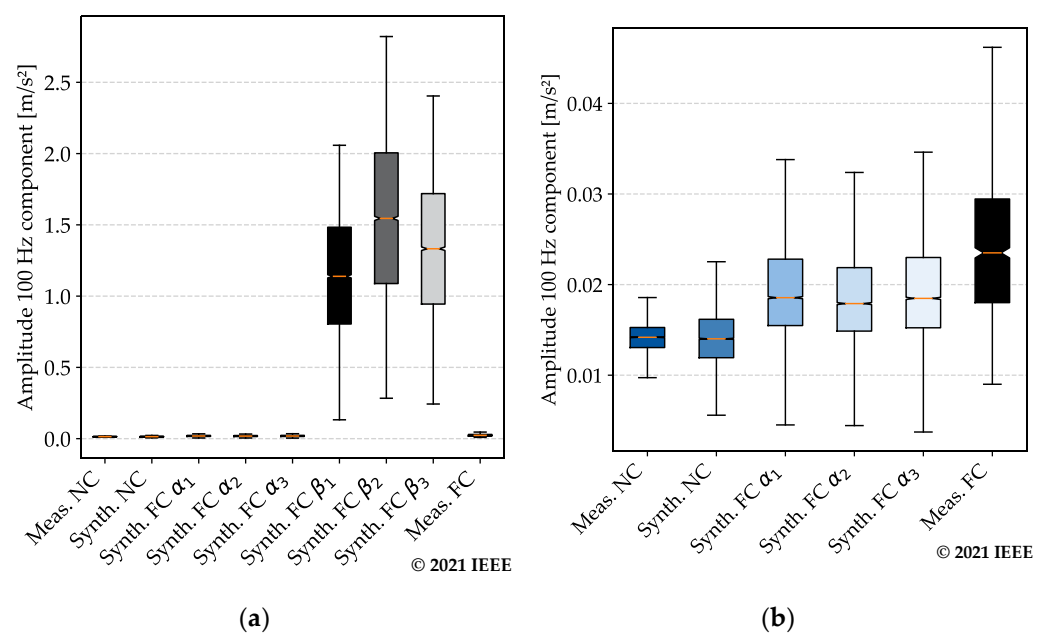 Amplitude 100 Hz component [m/s²]
2.5
2.0
1.5
1.0
0.5
0.0
Meas. NC
Synth. NC
Synth. FC α₁
Synth. FC α₂
Synth. FC α₃
Synth. FC β₁
Synth. FC β₂
Synth. FC β₃
Meas. FC
© 2021 IEEE
(a)
Amplitude 100 Hz component [m/s²]
0.04
0.03
0.02
0.01
Meas. NC
Synth. NC
Synth. FC α₁
Synth. FC α₂
Synth. FC α₃
Meas. FC
© 2021 IEEE
(b)